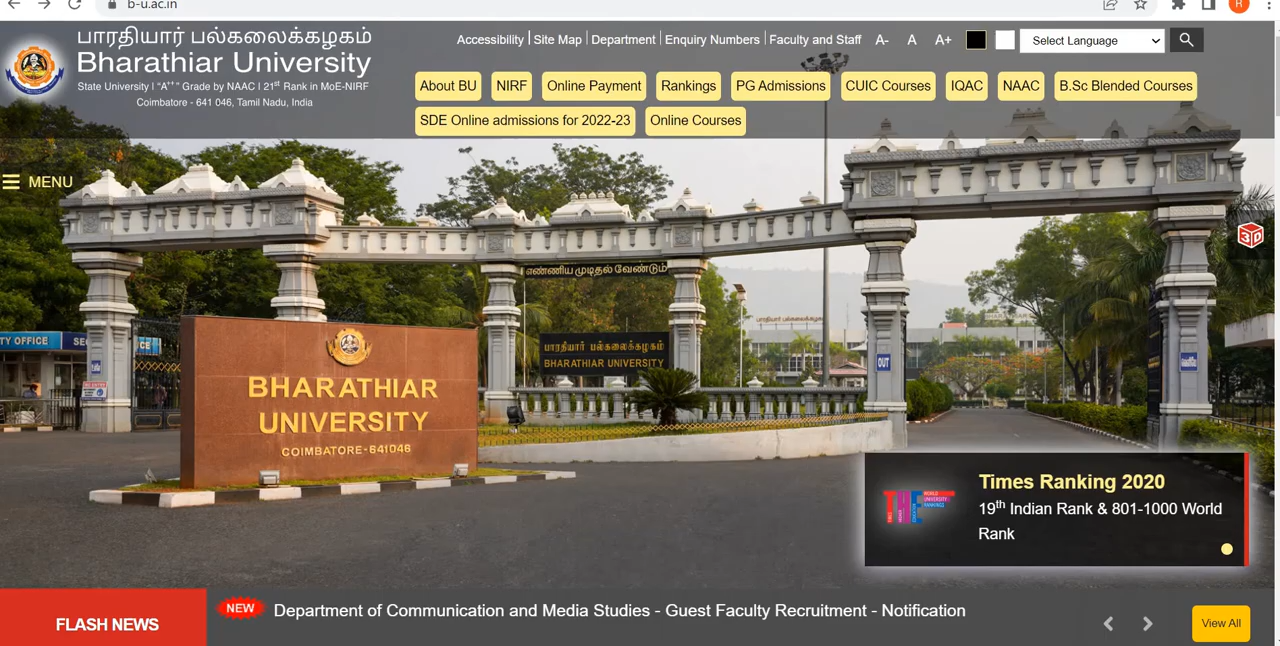 b-u.ac.in
பாரதியார் பல்கலைக்கழகம்
Bharathiar University
State University | "A++" Grade by NAAC | 21st Rank in MoE-NIRF
Coimbatore - 641 046, Tamil Nadu, India
Accessibility | Site Map | Department | Enquiry Numbers | Faculty and Staff A- A A+ Select Language
About BU NIRF Online Payment Rankings PG Admissions CUIC Courses IQAC NAAC B.Sc Blended Courses
SDE Online admissions for 2022-23 Online Courses
MENU
3D
எண்ணிய முடிதல் வேண்டும்
பாரதியார் பல்கலைக்கழகம்
BHARATHIAR UNIVERSITY
OUT
BHARATHIAR
UNIVERSITY
COIMBATORE-641046
Times Ranking 2020
19th Indian Rank & 801-1000 World
Rank
FLASH NEWS
NEW Department of Communication and Media Studies - Guest Faculty Recruitment - Notification
View All